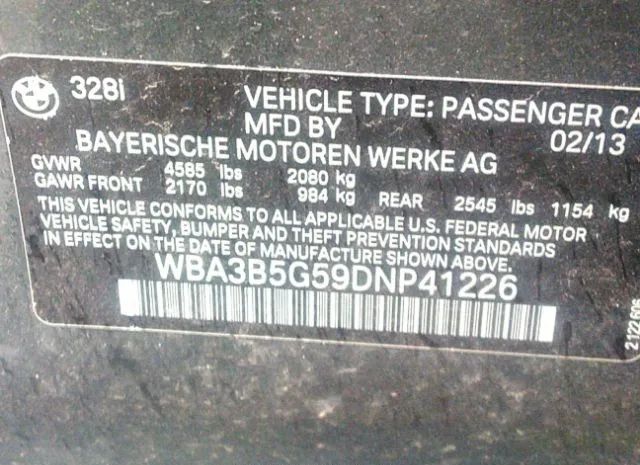 328i
VEHICLE TYPE: PASSENGER CA
MFD BY 02/13
BAYERISCHE MOTOREN WERKE AG
GVWR 4585 lbs 2080 kg
GAWR FRONT 2170 lbs 984 kg REAR 2545 lbs 1154 kg
THIS VEHICLE CONFORMS TO ALL APPLICABLE U.S. FEDERAL MOTOR
VEHICLE SAFETY, BUMPER AND THEFT PREVENTION STANDARDS
IN EFFECT ON THE DATE OF MANUFACTURE SHOWN ABOVE.
WBA3B5G59DNP41226